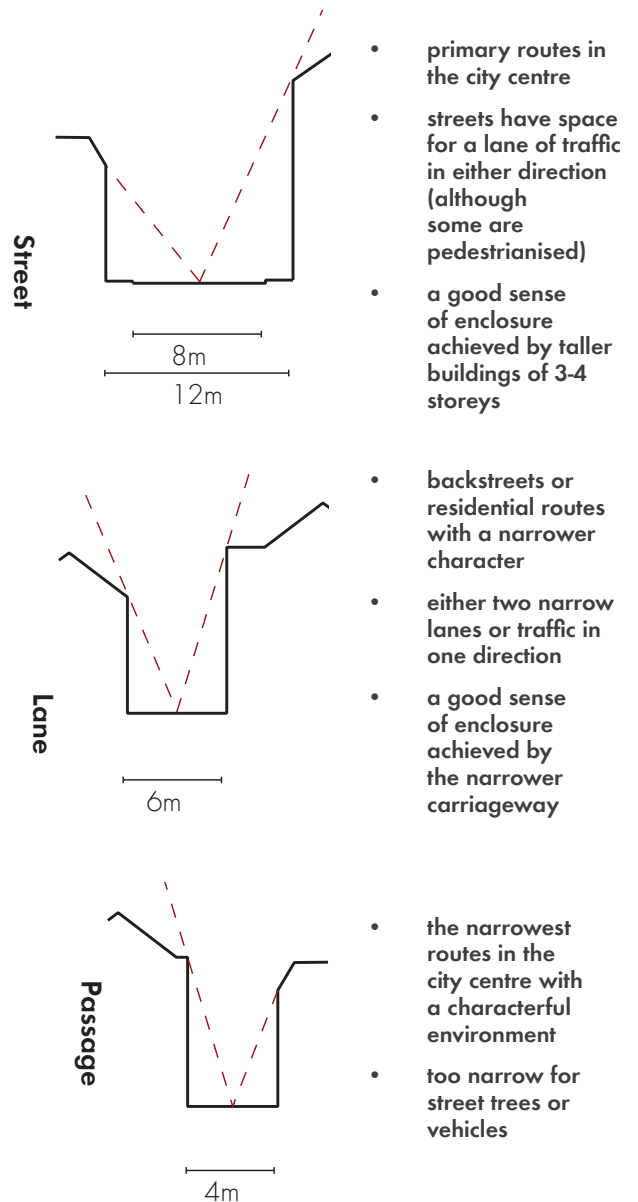 Street
8m
12m
• primary routes in
the city centre
• streets have space
for a lane of traffic
in either direction
(although
some are
pedestrianised)
• a good sense
of enclosure
achieved by taller
buildings of 3-4
storeys
Lane
6m
• backstreets or
residential routes
with a narrower
character
• either two narrow
lanes or traffic in
one direction
• a good sense
of enclosure
achieved by
the narrower
carriageway
Passage
4m
• the narrowest
routes in the
city centre with
a characterful
environment
• too narrow for
street trees or
vehicles